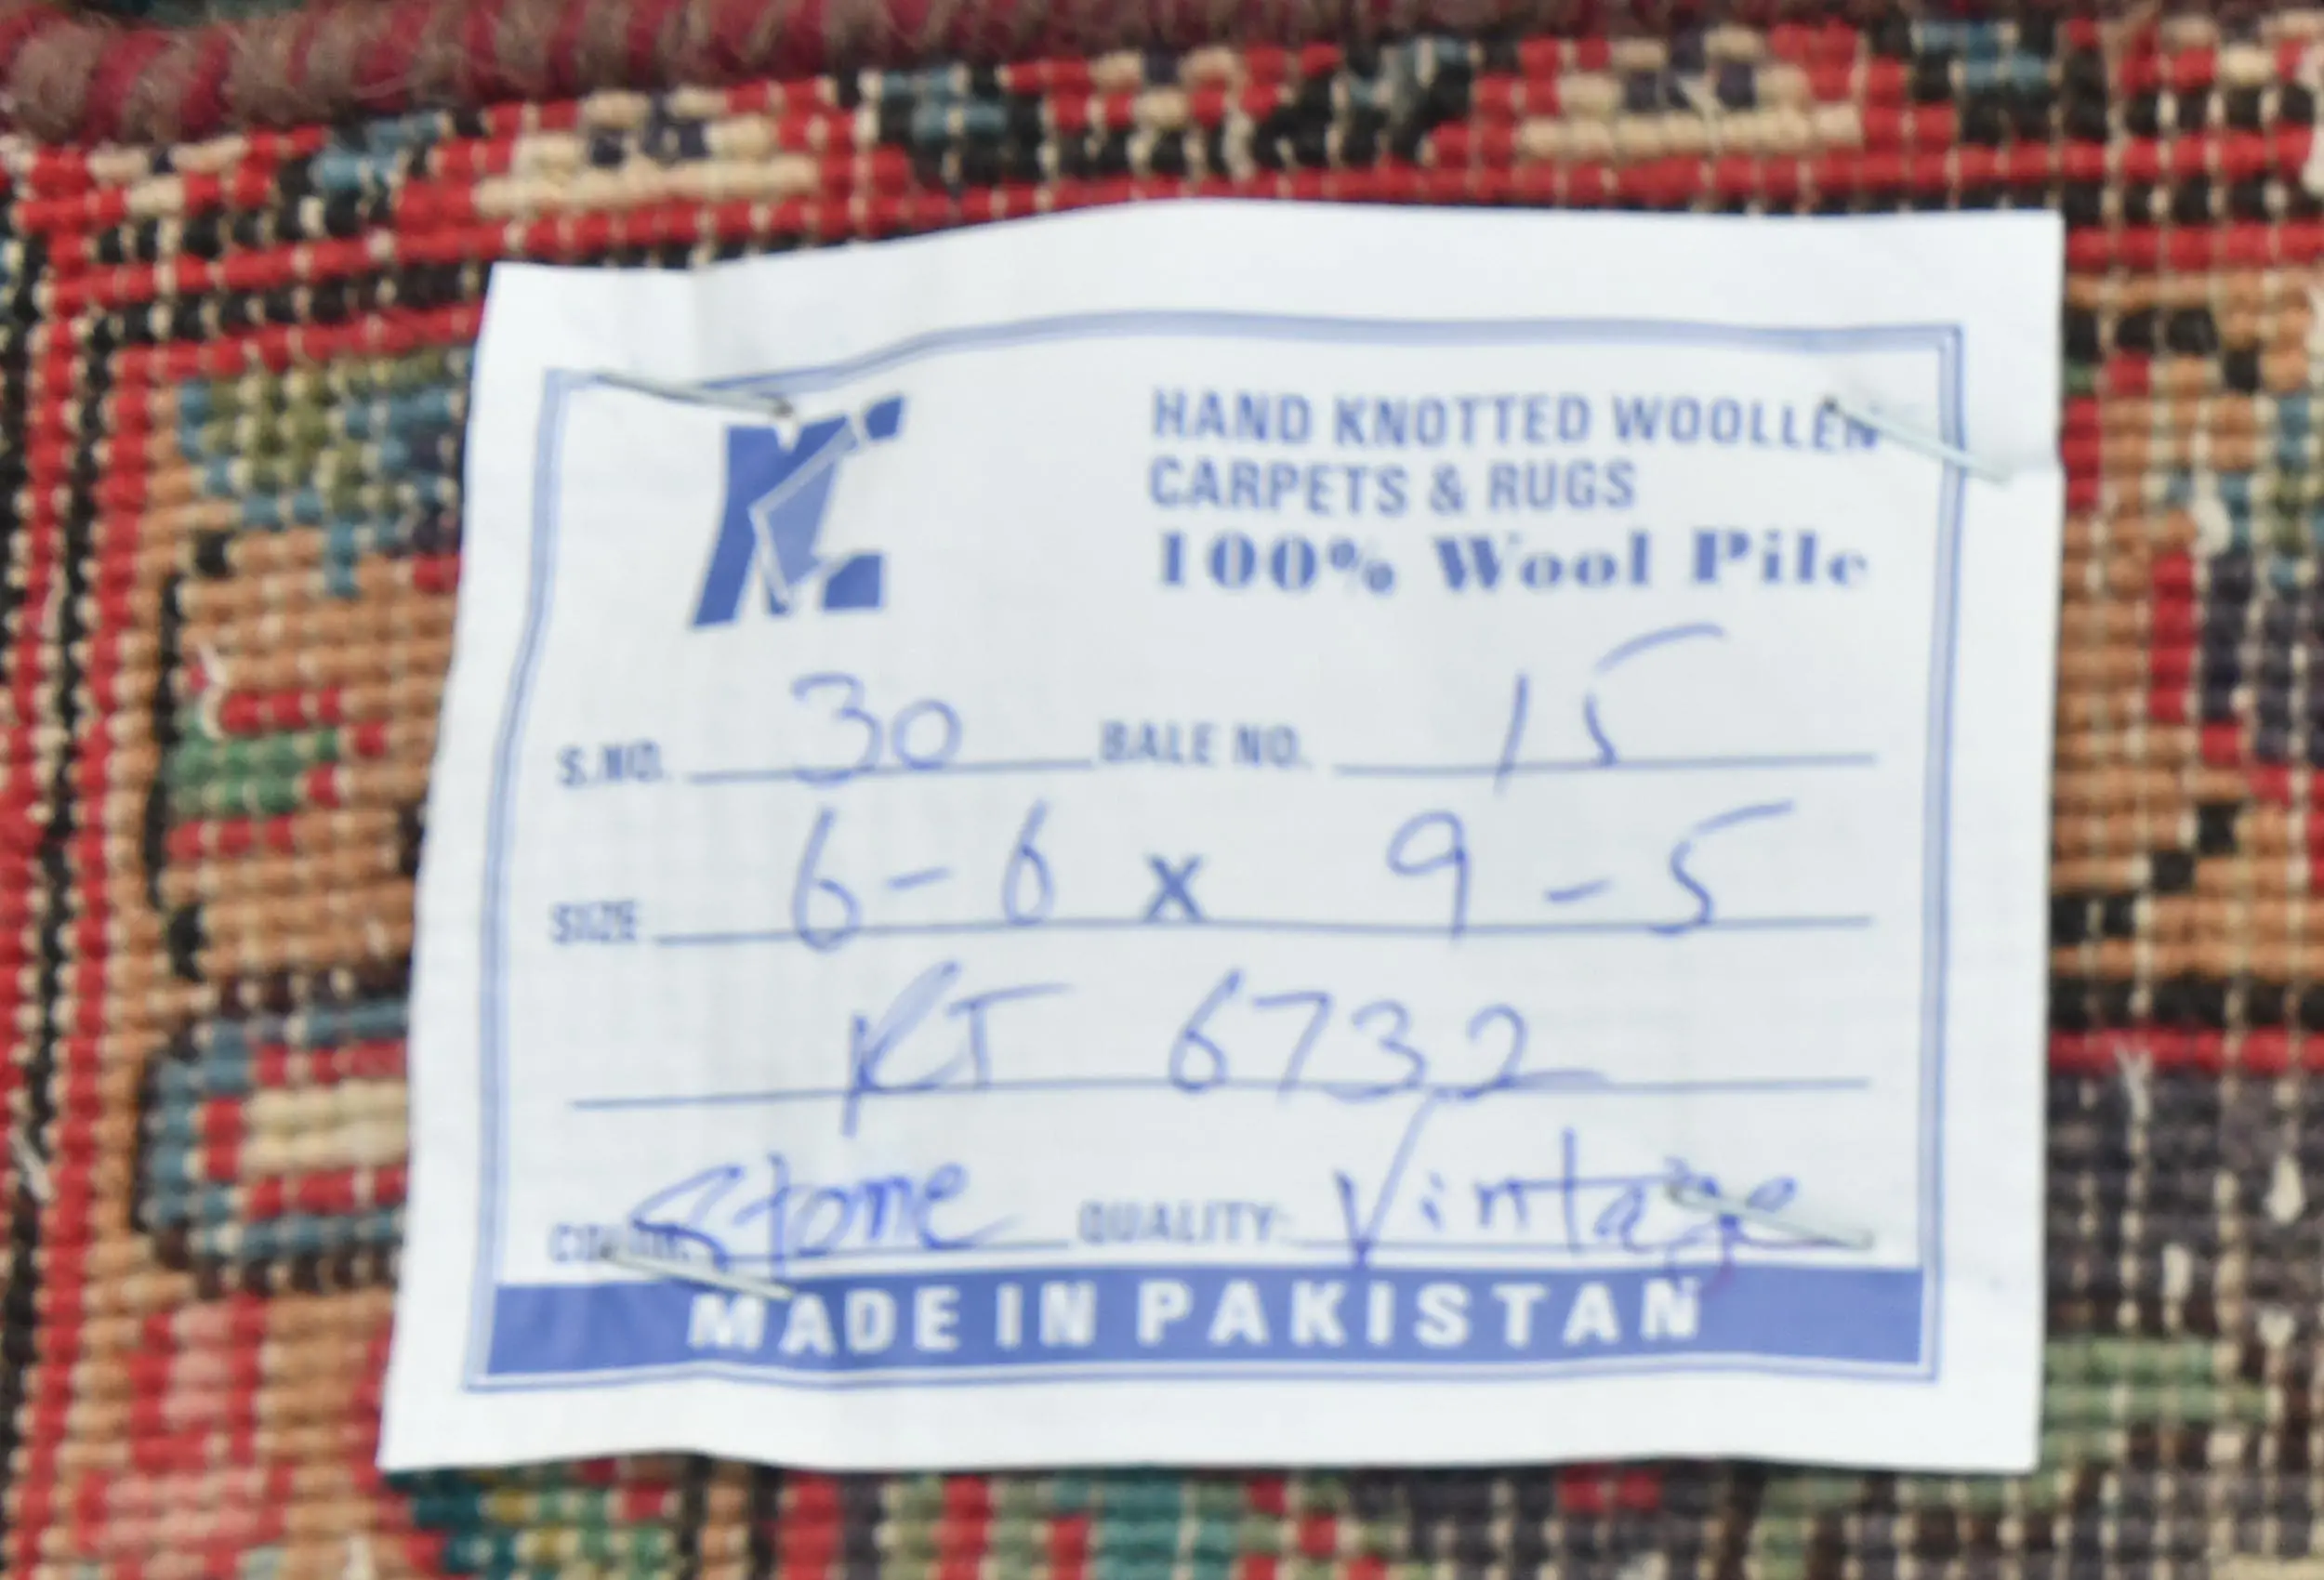 KC
HAND KNOTTED WOOLLEN
CARPETS & RUGS
100% Wool Pile
S.NO. 30 BALE NO. 15
SIZE 6-6 x 9-5
KT 6732
Stone QUALITY: Vintage
MADE IN PAKISTAN